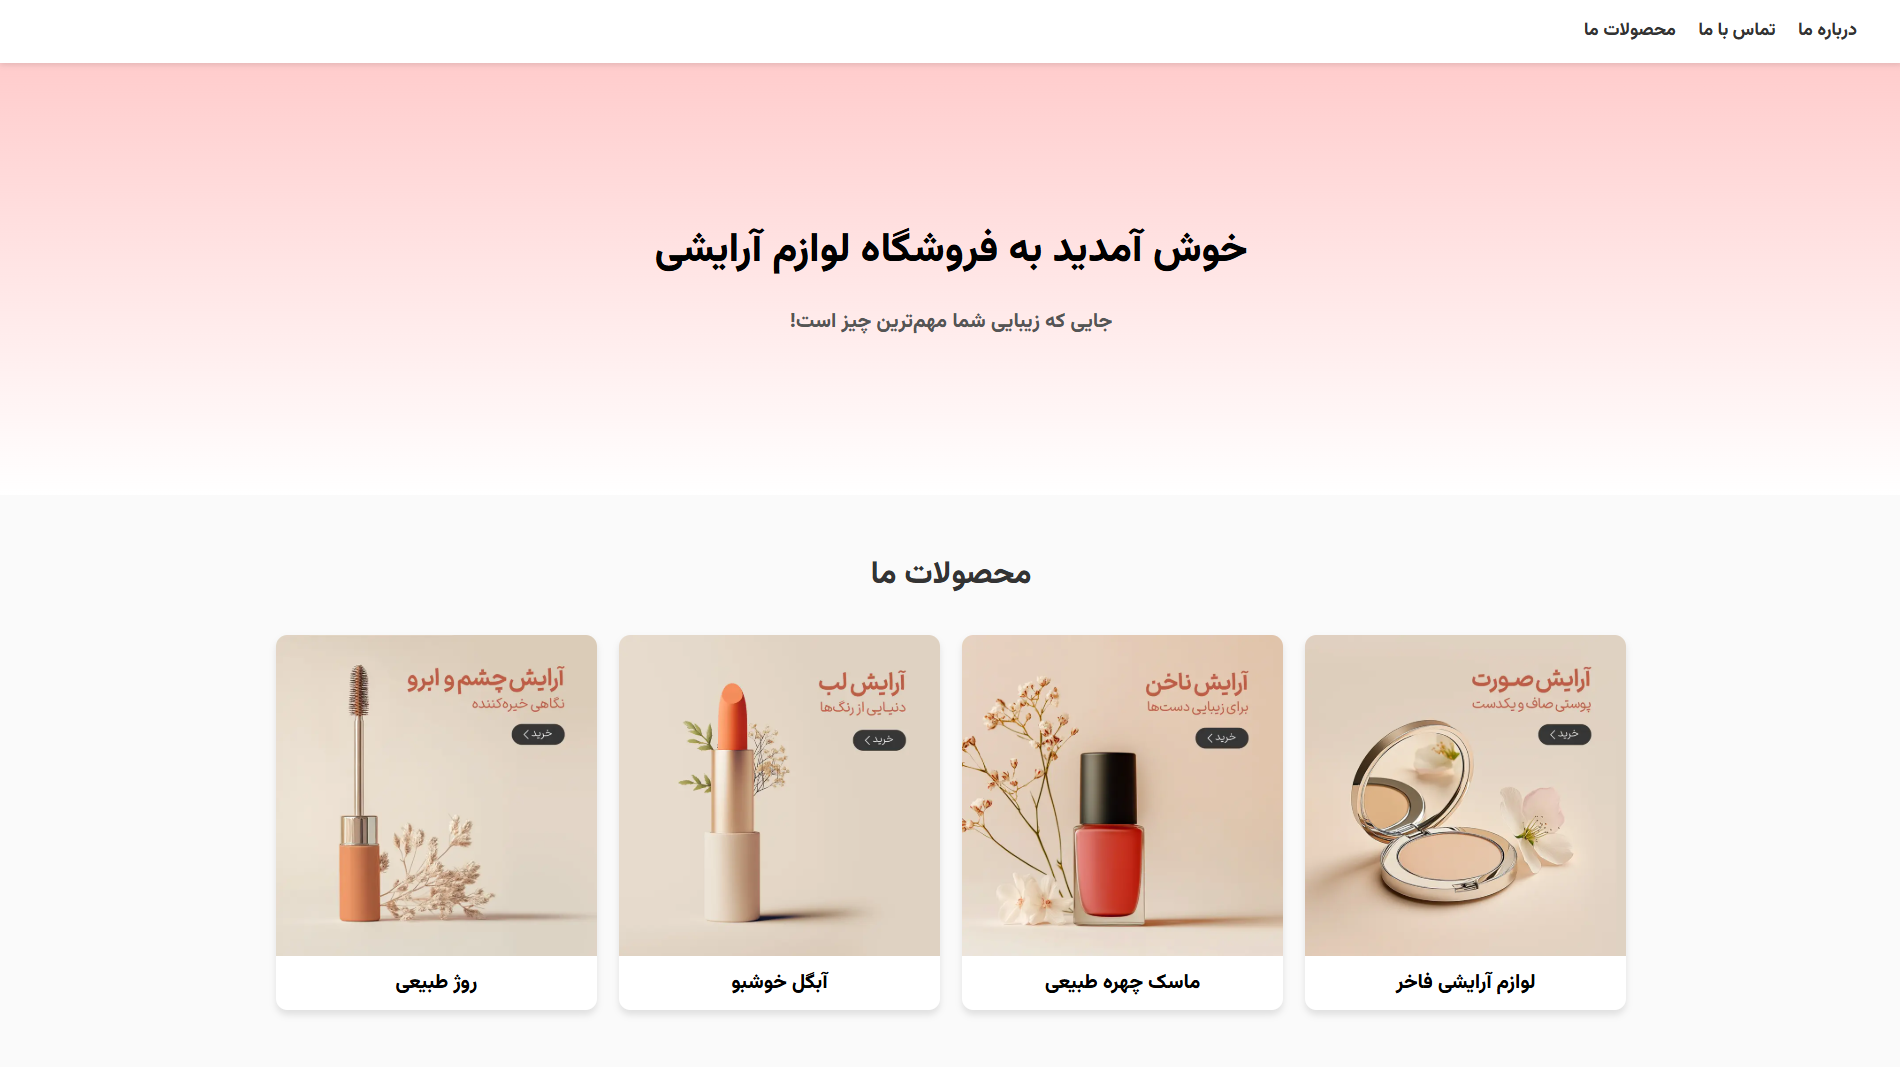 درباره ما
تماس با ما
محصولات ما
خوش آمدید به فروشگاه لوازم آرایشی
جایی که زیبایی شما مهم‌ترین چیز است!
محصولات ما
آرایش صورت
پوستی صاف و یکدست
خرید
لوازم آرایشی فاخر
آرایش ناخن
برای زیبایی دست‌ها
خرید
ماسک چهره طبیعی
آرایش لب
دنیایی از رنگ‌ها
خرید
آبگل خوشبو
آرایش چشم و ابرو
نگاهی خیره‌کننده
خرید
روژ طبیعی